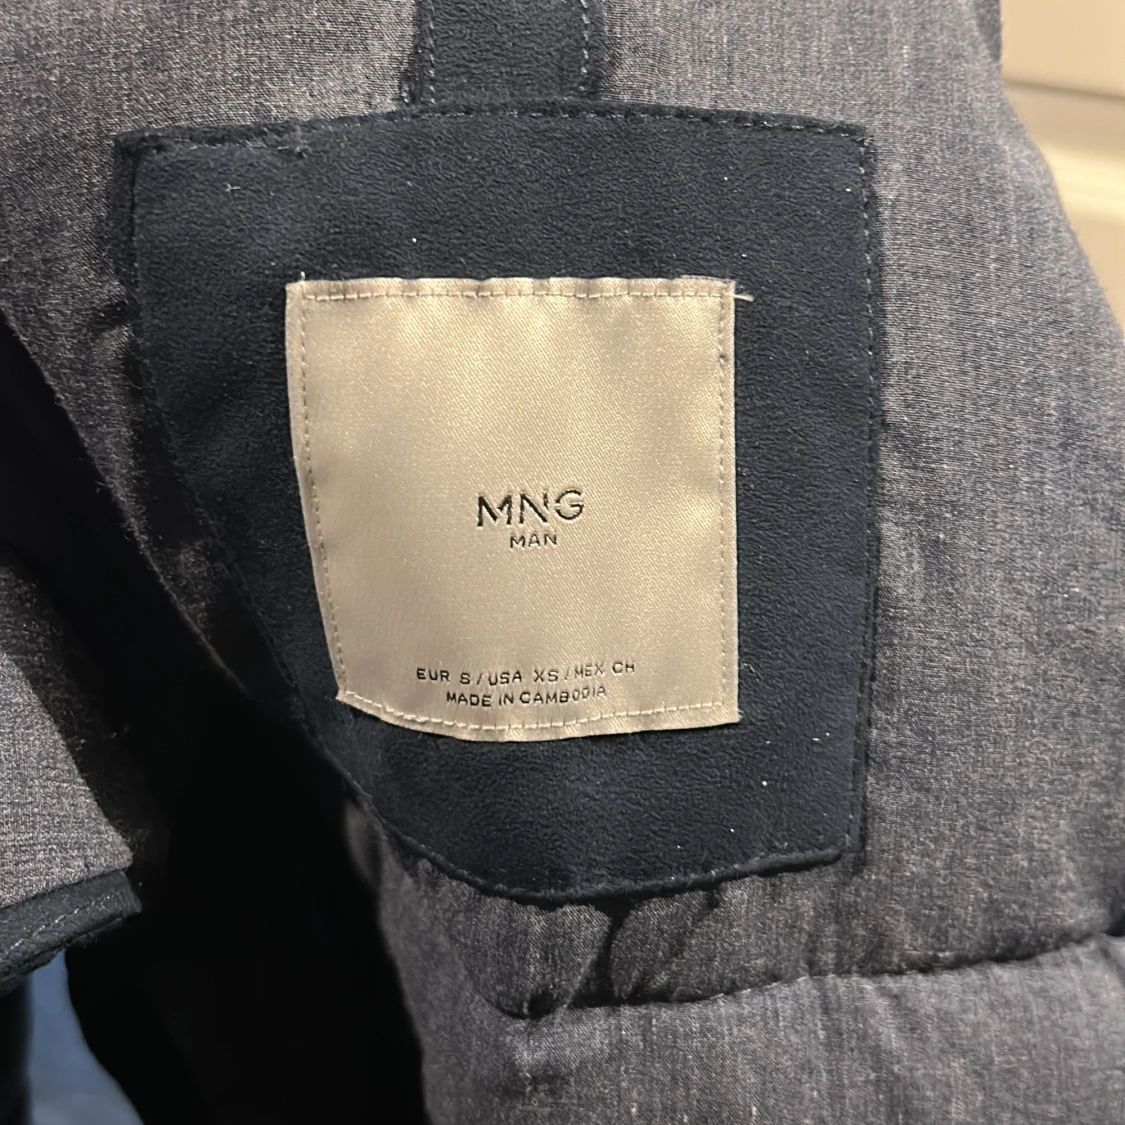 MNG
MAN
EUR S / USA XS / MEX CH
MADE IN CAMBODIA